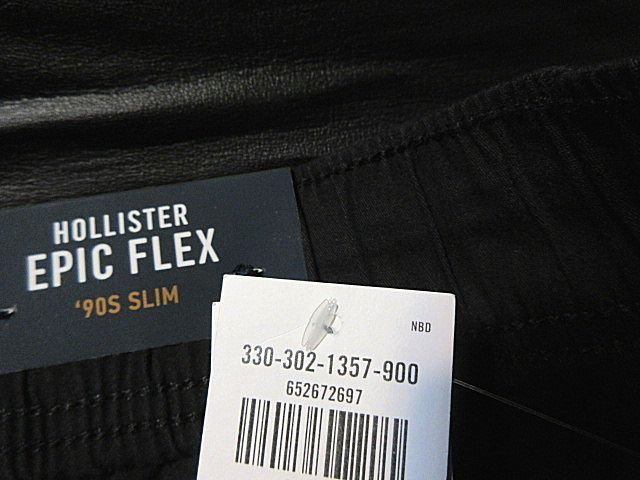 HOLLISTER
EPIC FLEX
'90S SLIM
NBD
330-302-1357-900
652672697